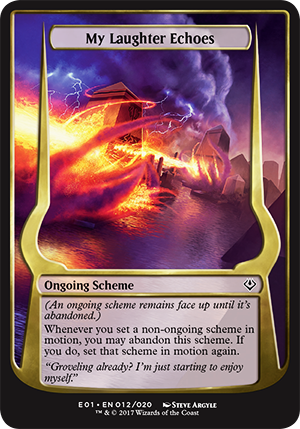 My Laughter Echoes
Ongoing Scheme
(An ongoing scheme remains face up until it's
abandoned.)
Whenever you set a non-ongoing scheme in
motion, you may abandon this scheme. If
you do, set that scheme in motion again.
"Groveling already? I'm just starting to enjoy
myself."
E01 • EN 012/020 Steve Argyle
™ & © 2017 Wizards of the Coast